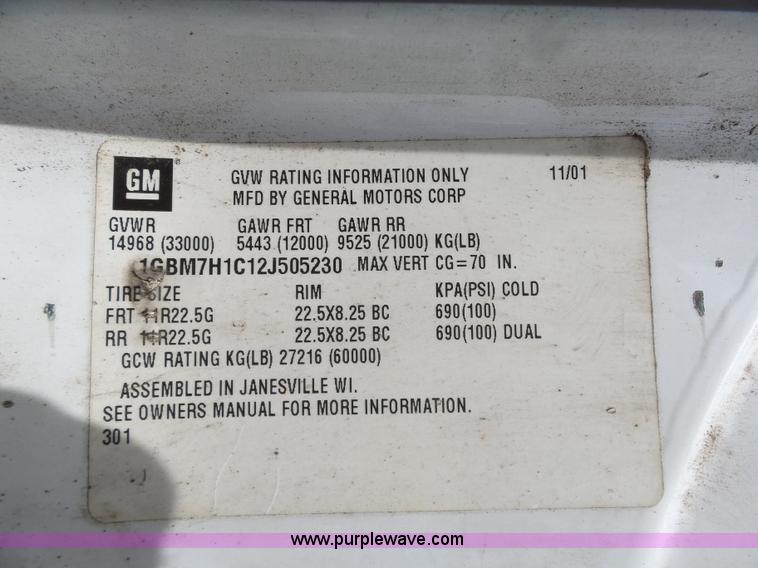 GM ® GVW RATING INFORMATION ONLY 11/01
MFD BY GENERAL MOTORS CORP
GVWR GAWR FRT GAWR RR
14968 (33000) 5443 (12000) 9525 (21000) KG(LB)
1GBM7H1C12J505230 MAX VERT CG=70 IN.
TIRE SIZE RIM KPA(PSI) COLD
FRT 11R22.5G 22.5X8.25 BC 690(100)
RR 11R22.5G 22.5X8.25 BC 690(100) DUAL
GCW RATING KG(LB) 27216 (60000)
ASSEMBLED IN JANESVILLE WI.
SEE OWNERS MANUAL FOR MORE INFORMATION.
301
www.purplewave.com